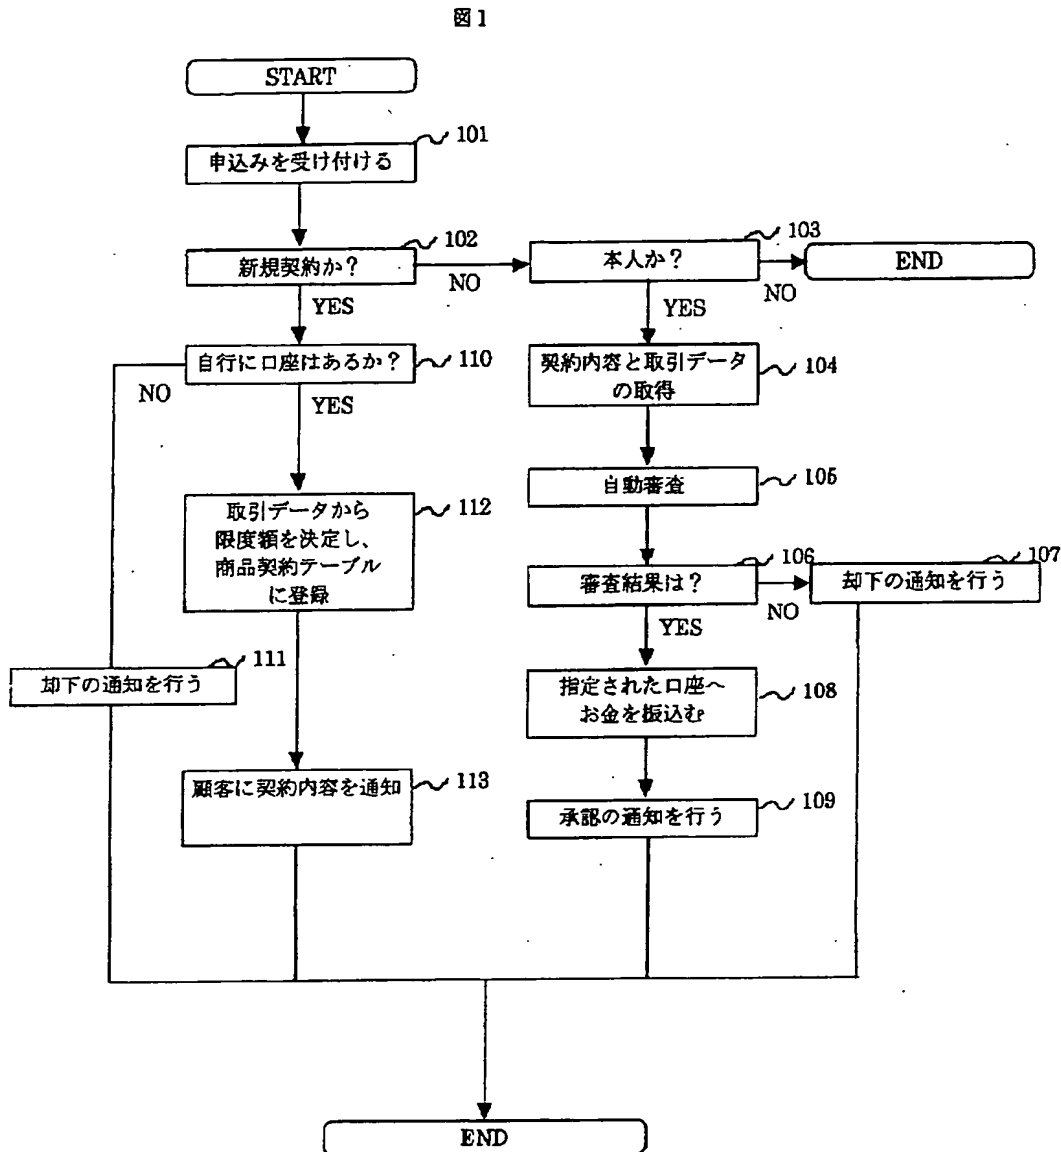 図1
START
101
申込みを受け付ける
102
新規契約か？
NO
YES
103
本人か？
NO
YES
END
自行に口座はあるか？
110
NO
YES
契約内容と取引データ
の取得
104
自動審査
105
取引データから
限度額を決定し、
商品契約テーブル
に登録
112
106
審査結果は？
NO
YES
107
却下の通知を行う
111
却下の通知を行う
指定された口座へ
お金を振込む
108
顧客に契約内容を通知
113
承認の通知を行う
109
END